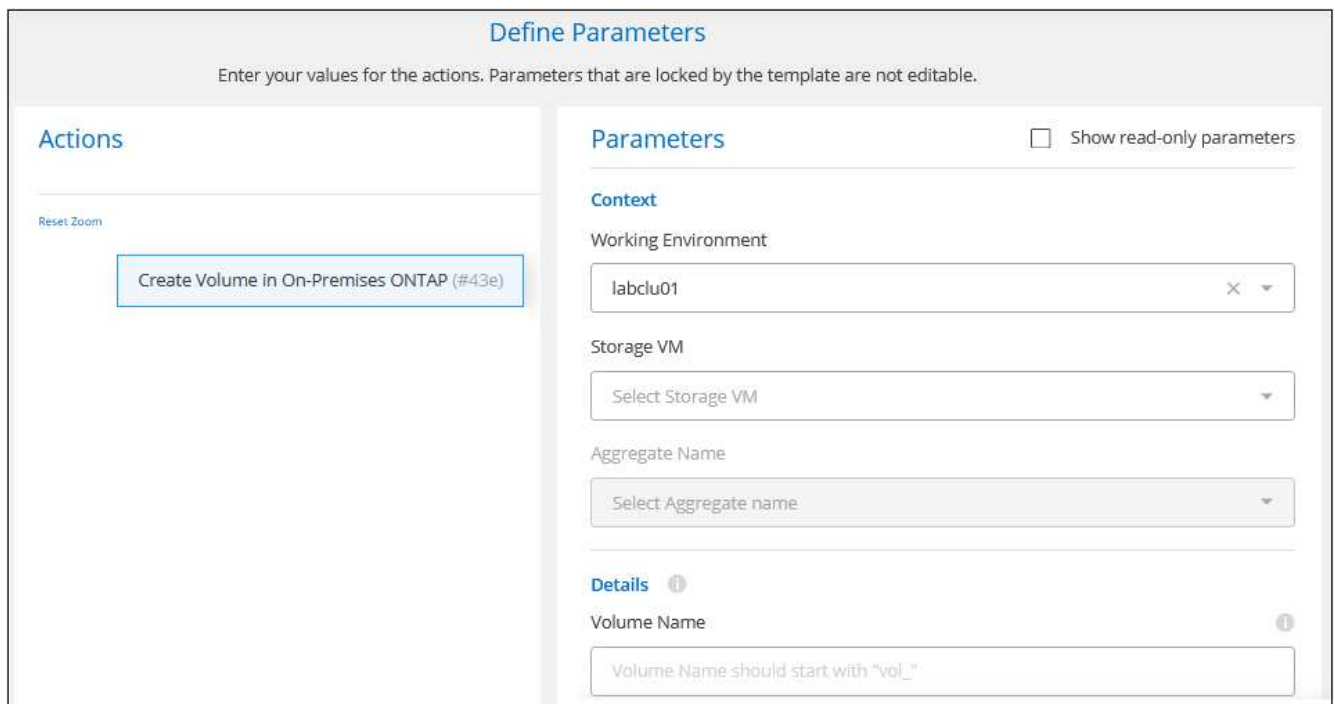 Define Parameters
Enter your values for the actions. Parameters that are locked by the template are not editable.
Actions
Reset Zoom
Create Volume in On-Premises ONTAP (#43e)
Parameters
Show read-only parameters
Context
Working Environment
labclu01
Storage VM
Select Storage VM
Aggregate Name
Select Aggregate name
Details
Volume Name
Volume Name should start with "vol_"